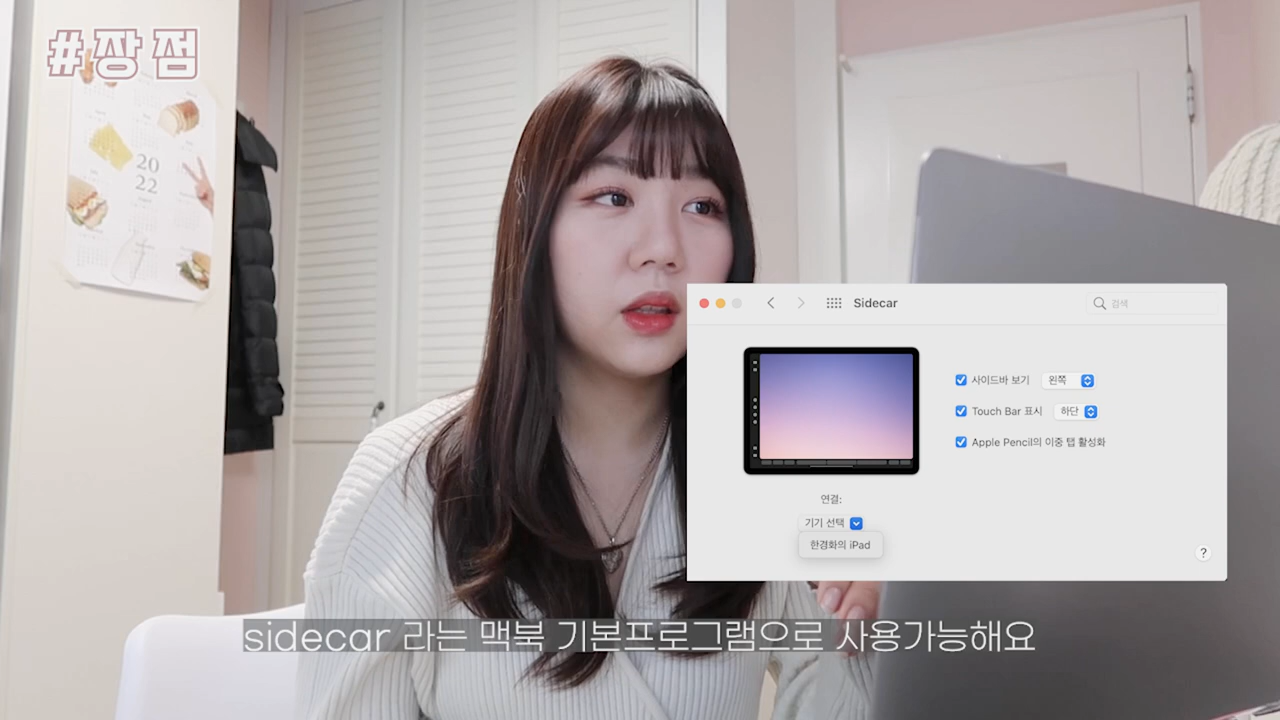 #장점
20
22
Sidecar
검색
사이드바 보기 왼쪽
Touch Bar 표시 하단
Apple Pencil의 이중 탭 활성화
연결:
기기 선택
한경화의 iPad
?
sidecar 라는 맥북 기본프로그램으로 사용가능해요